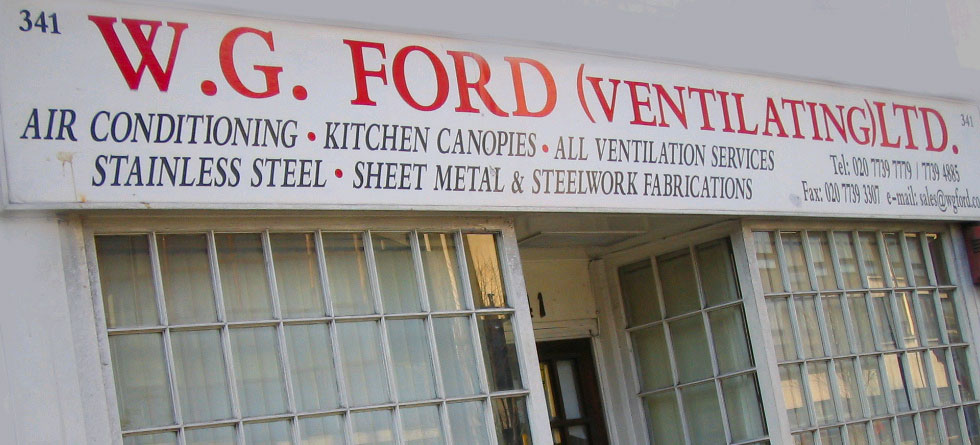 341
W.G. FORD (VENTILATING) LTD.
341
AIR CONDITIONING • KITCHEN CANOPIES • ALL VENTILATION SERVICES
STAINLESS STEEL • SHEET METAL & STEELWORK FABRICATIONS
Tel: 020 7739 7779 / 7739 4885
Fax: 020 7739 3307 e-mail: sales@wgford.co